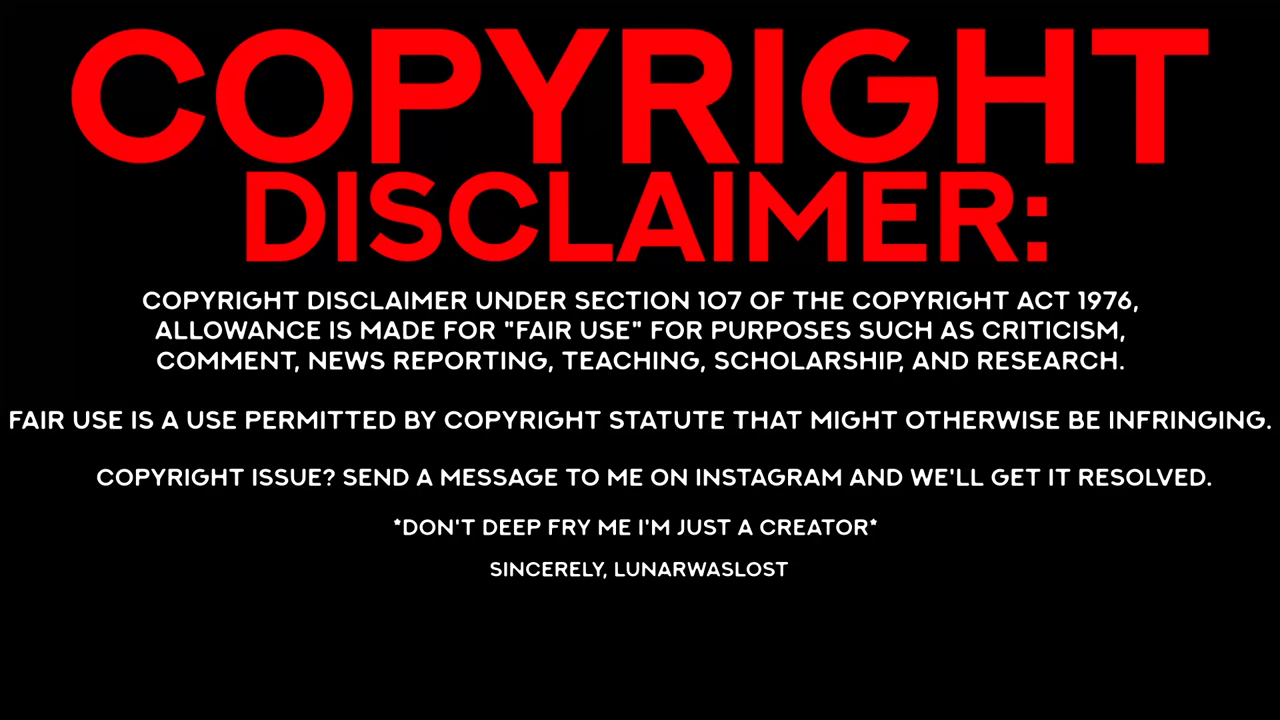 COPYRIGHT
DISCLAIMER:
COPYRIGHT DISCLAIMER UNDER SECTION 107 OF THE COPYRIGHT ACT 1976,
ALLOWANCE IS MADE FOR "FAIR USE" FOR PURPOSES SUCH AS CRITICISM,
COMMENT, NEWS REPORTING, TEACHING, SCHOLARSHIP, AND RESEARCH.
FAIR USE IS A USE PERMITTED BY COPYRIGHT STATUTE THAT MIGHT OTHERWISE BE INFRINGING.
COPYRIGHT ISSUE? SEND A MESSAGE TO ME ON INSTAGRAM AND WE'LL GET IT RESOLVED.
*DON'T DEEP FRY ME I'M JUST A CREATOR*
SINCERELY, LUNARWASLOST